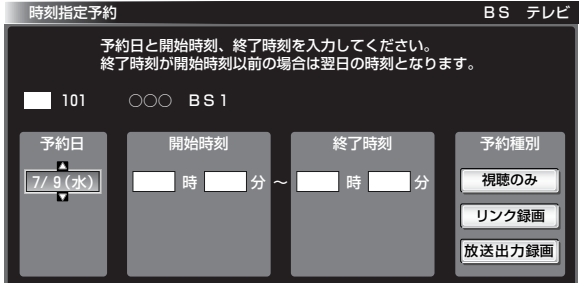 時刻指定予約 BS テレビ
予約日と開始時刻、終了時刻を入力してください。
終了時刻が開始時刻以前の場合は翌日の時刻となります。
101 ○○○ BS1
予約日 開始時刻 終了時刻 予約種別
7/ 9(水) 時 分 ~ 時 分 視聴のみ
リンク録画
放送出力録画